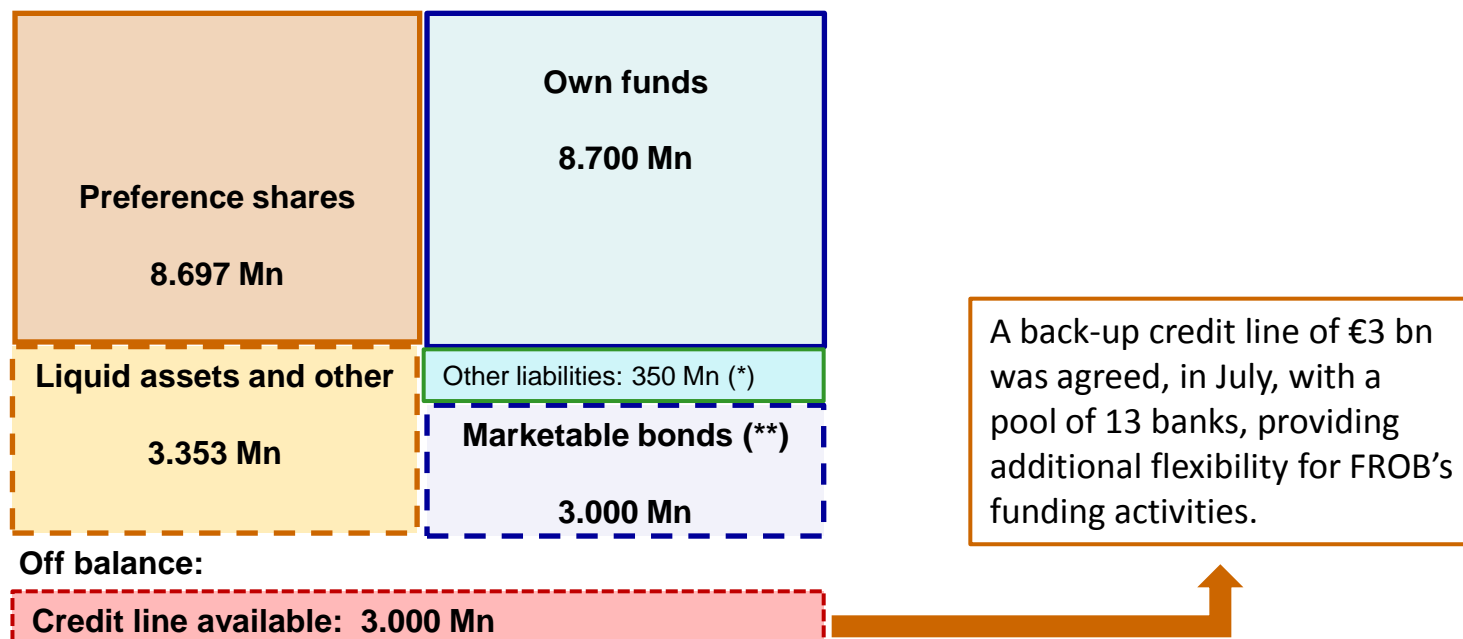 Preference shares
8.697 Mn
Liquid assets and other
3.353 Mn
Own funds
8.700 Mn
Other liabilities: 350 Mn (*)
Marketable bonds (**)
3.000 Mn
Off balance:
Credit line available: 3.000 Mn
A back-up credit line of €3 bn
was agreed, in July, with a
pool of 13 banks, providing
additional flexibility for FROB’s
funding activities.